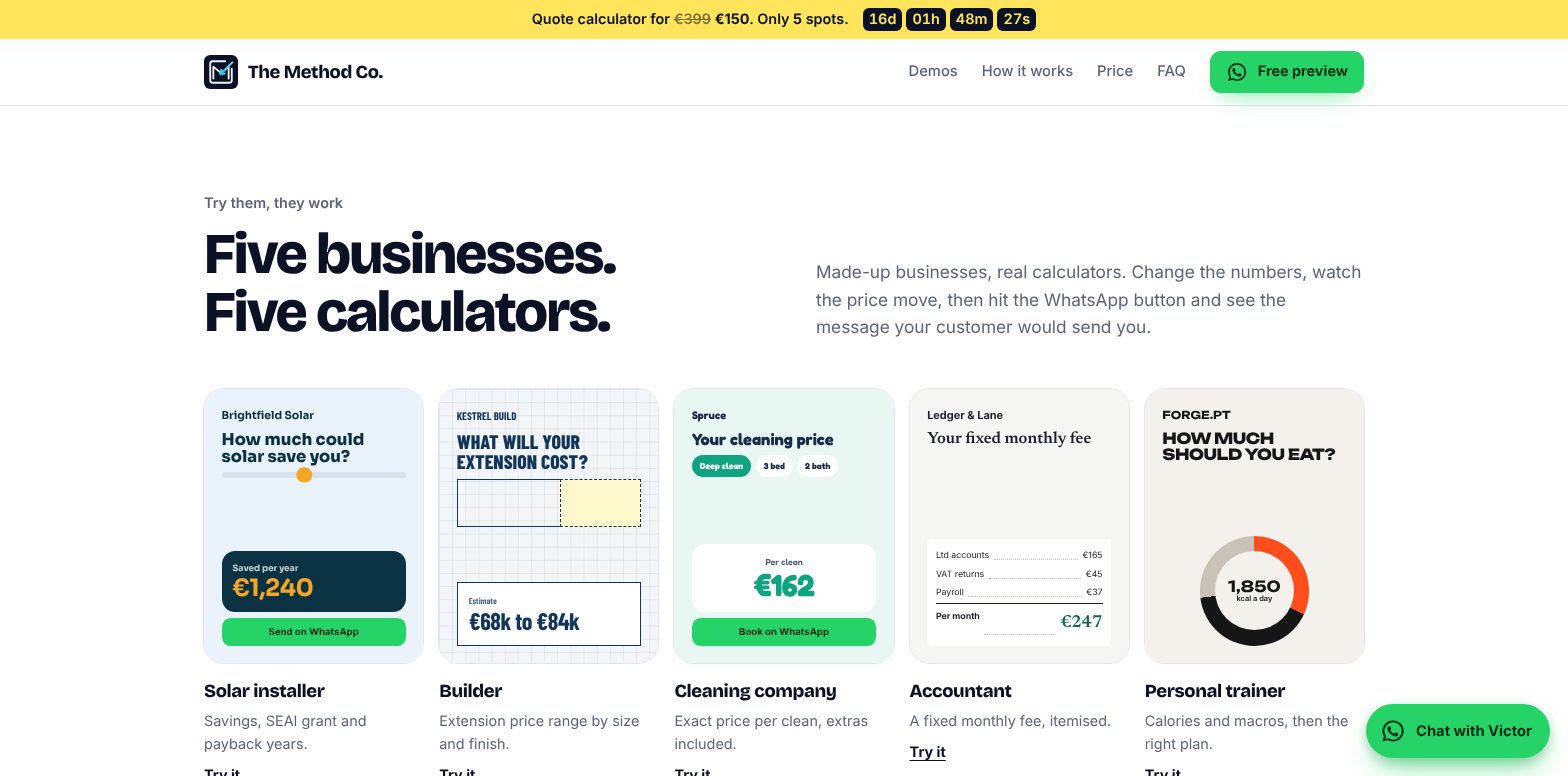 Quote calculator for €399 €150. Only 5 spots. 16d 01h 48m 27s
The Method Co.
Demos How it works Price FAQ Free preview
Try them, they work
Five businesses.
Five calculators.
Made-up businesses, real calculators. Change the numbers, watch
the price move, then hit the WhatsApp button and see the
message your customer would send you.
Brightfield Solar
How much could
solar save you?
Saved per year
€1,240
Send on WhatsApp
KESTREL BUILD
WHAT WILL YOUR
EXTENSION COST?
Estimate
€68k to €84k
Spruce
Your cleaning price
Deep clean 3 bed 2 bath
Per clean
€162
Book on WhatsApp
Ledger & Lane
Your fixed monthly fee
Ltd accounts €165
VAT returns €45
Payroll €37
Per month €247
FORGE.PT
HOW MUCH
SHOULD YOU EAT?
1,850
kcal a day
Solar installer
Savings, SEAI grant and
payback years.
Try it
Builder
Extension price range by size
and finish.
Try it
Cleaning company
Exact price per clean, extras
included.
Try it
Accountant
A fixed monthly fee, itemised.
Try it
Personal trainer
Calories and macros, then the
right plan.
Try it
Chat with Victor